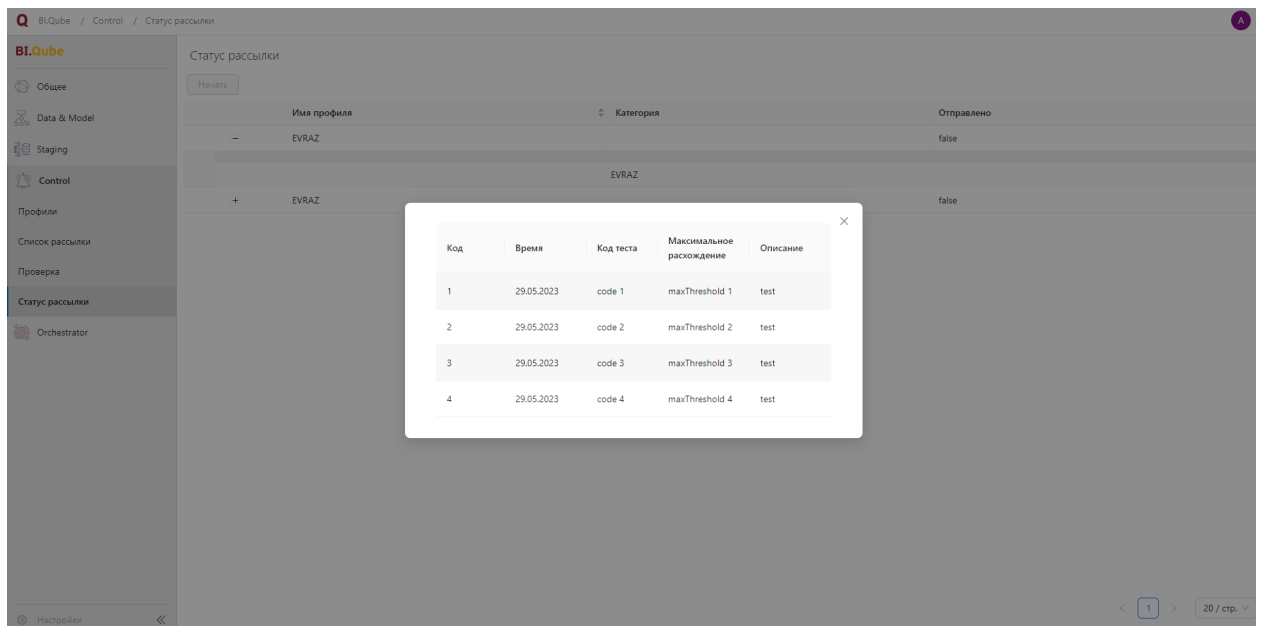 Q BI.Qube / Control / Статус рассылки A
BI.Qube
Общее
Data & Model
Staging
Control
Профили
Список рассылки
Проверка
Статус рассылки
Orchestrator
Настройки
Статус рассылки
Начать
Имя профиля Категория Отправлено
EVRAZ false
EVRAZ
EVRAZ false
Код Время Код теста Максимальное расхождение Описание
1 29.05.2023 code 1 maxThreshold 1 test
2 29.05.2023 code 2 maxThreshold 2 test
3 29.05.2023 code 3 maxThreshold 3 test
4 29.05.2023 code 4 maxThreshold 4 test
1 20 / стр.